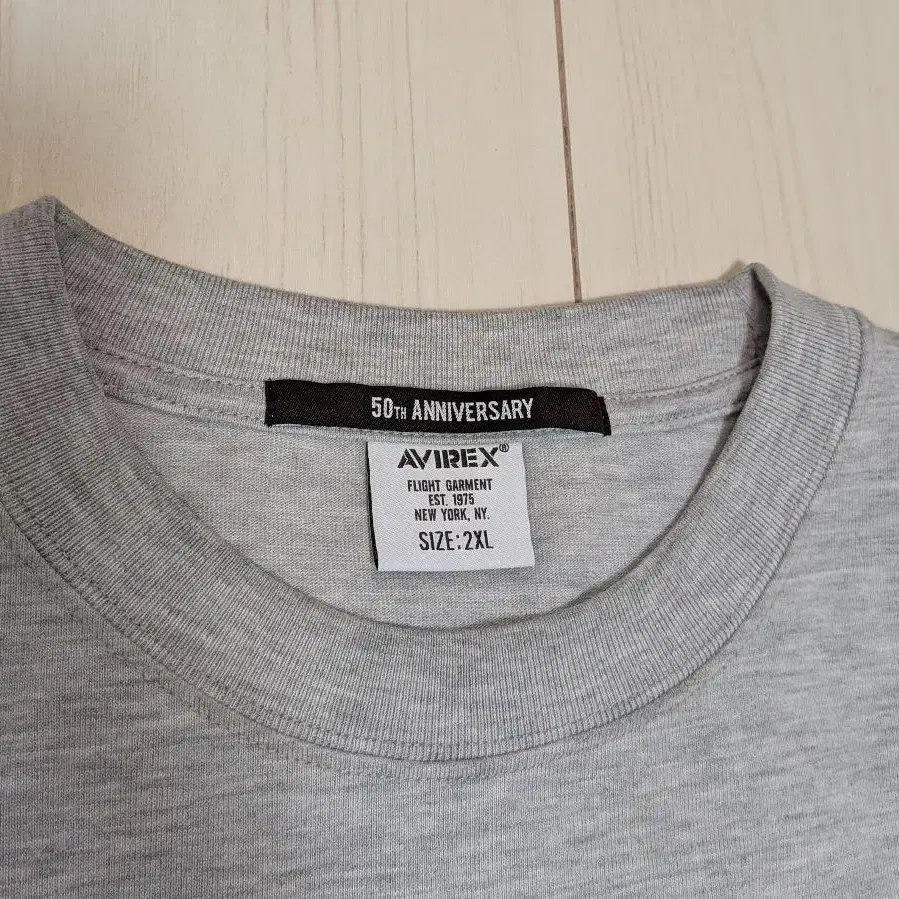 50TH ANNIVERSARY
AVIREX®
FLIGHT GARMENT
EST. 1975
NEW YORK, NY.
SIZE:2XL